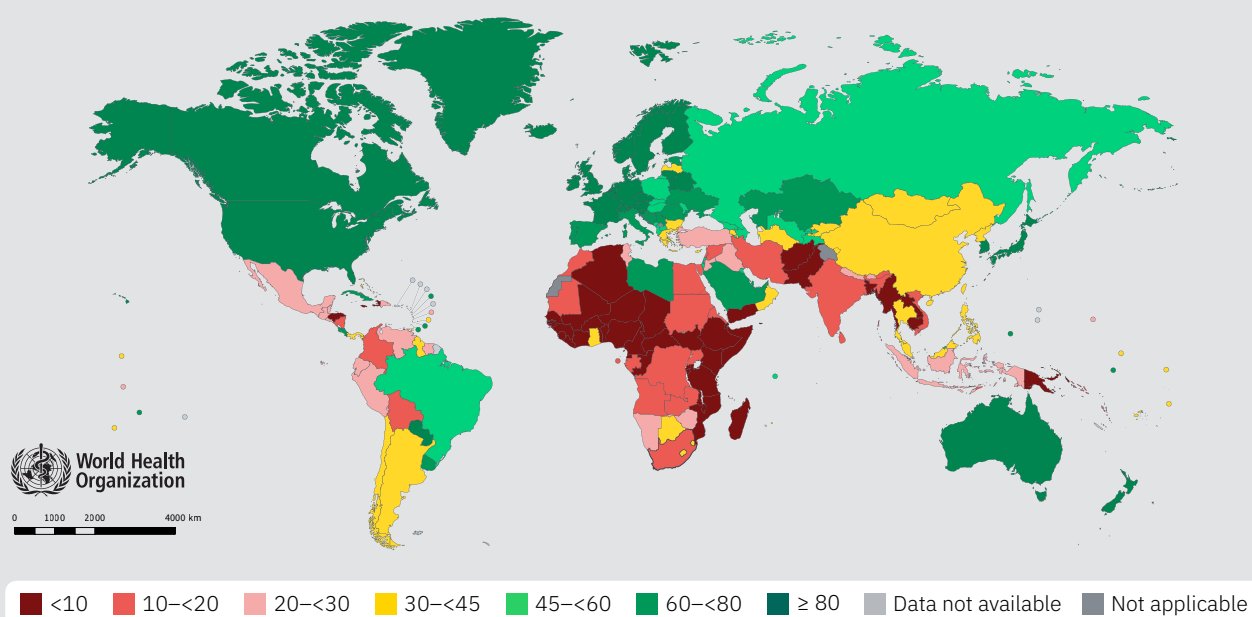 World Health
Organization
0 1000 2000 4000 km
<10 10–<20 20–<30 30–<45 45–<60 60–<80 ≥ 80 Data not available Not applicable